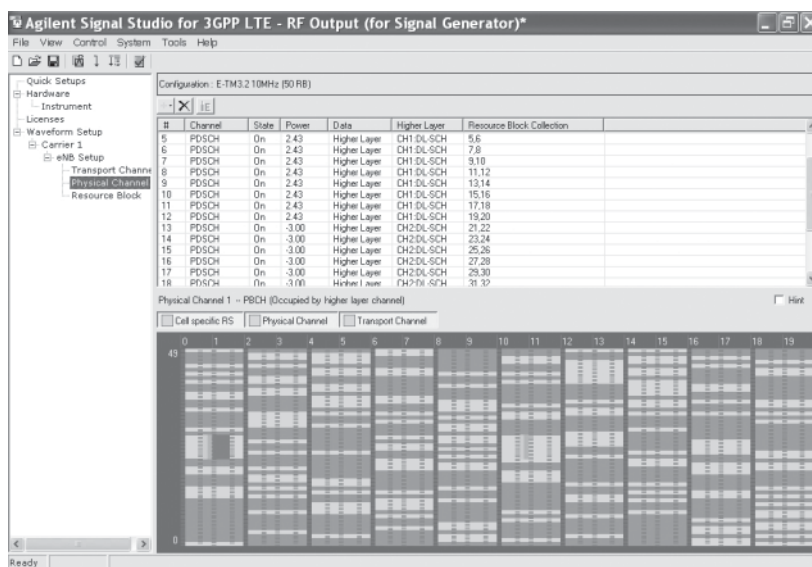 Agilent Signal Studio for 3GPP LTE - RF Output (for Signal Generator)*
File View Control System Tools Help
Quick Setups
Hardware
Instrument
Licenses
Waveform Setup
Carrier 1
eNB Setup
Transport Channe
Physical Channel
Resource Block
Configuration : E-TM3.2 10MHz (50 RB)
# Channel State Power Data Higher Layer Resource Block Collection
5 PDSCH On 2.43 Higher Layer CH1:DL-SCH 5,6
6 PDSCH On 2.43 Higher Layer CH1:DL-SCH 7,8
7 PDSCH On 2.43 Higher Layer CH1:DL-SCH 9,10
8 PDSCH On 2.43 Higher Layer CH1:DL-SCH 11,12
9 PDSCH On 2.43 Higher Layer CH1:DL-SCH 13,14
10 PDSCH On 2.43 Higher Layer CH1:DL-SCH 15,16
11 PDSCH On 2.43 Higher Layer CH1:DL-SCH 17,18
12 PDSCH On 2.43 Higher Layer CH1:DL-SCH 19,20
13 PDSCH On -3.00 Higher Layer CH2:DL-SCH 21,22
14 PDSCH On -3.00 Higher Layer CH2:DL-SCH 23,24
15 PDSCH On -3.00 Higher Layer CH2:DL-SCH 25,26
16 PDSCH On -3.00 Higher Layer CH2:DL-SCH 27,28
17 PDSCH On -3.00 Higher Layer CH2:DL-SCH 29,30
18 PDSCH On -3.00 Higher Layer CH2:DL-SCH 31,32
Physical Channel 1 -- PBCH (Occupied by higher layer channel) Hint
Cell specific RS Physical Channel Transport Channel
0 1 2 3 4 5 6 7 8 9 10 11 12 13 14 15 16 17 18 19
49
0
Ready